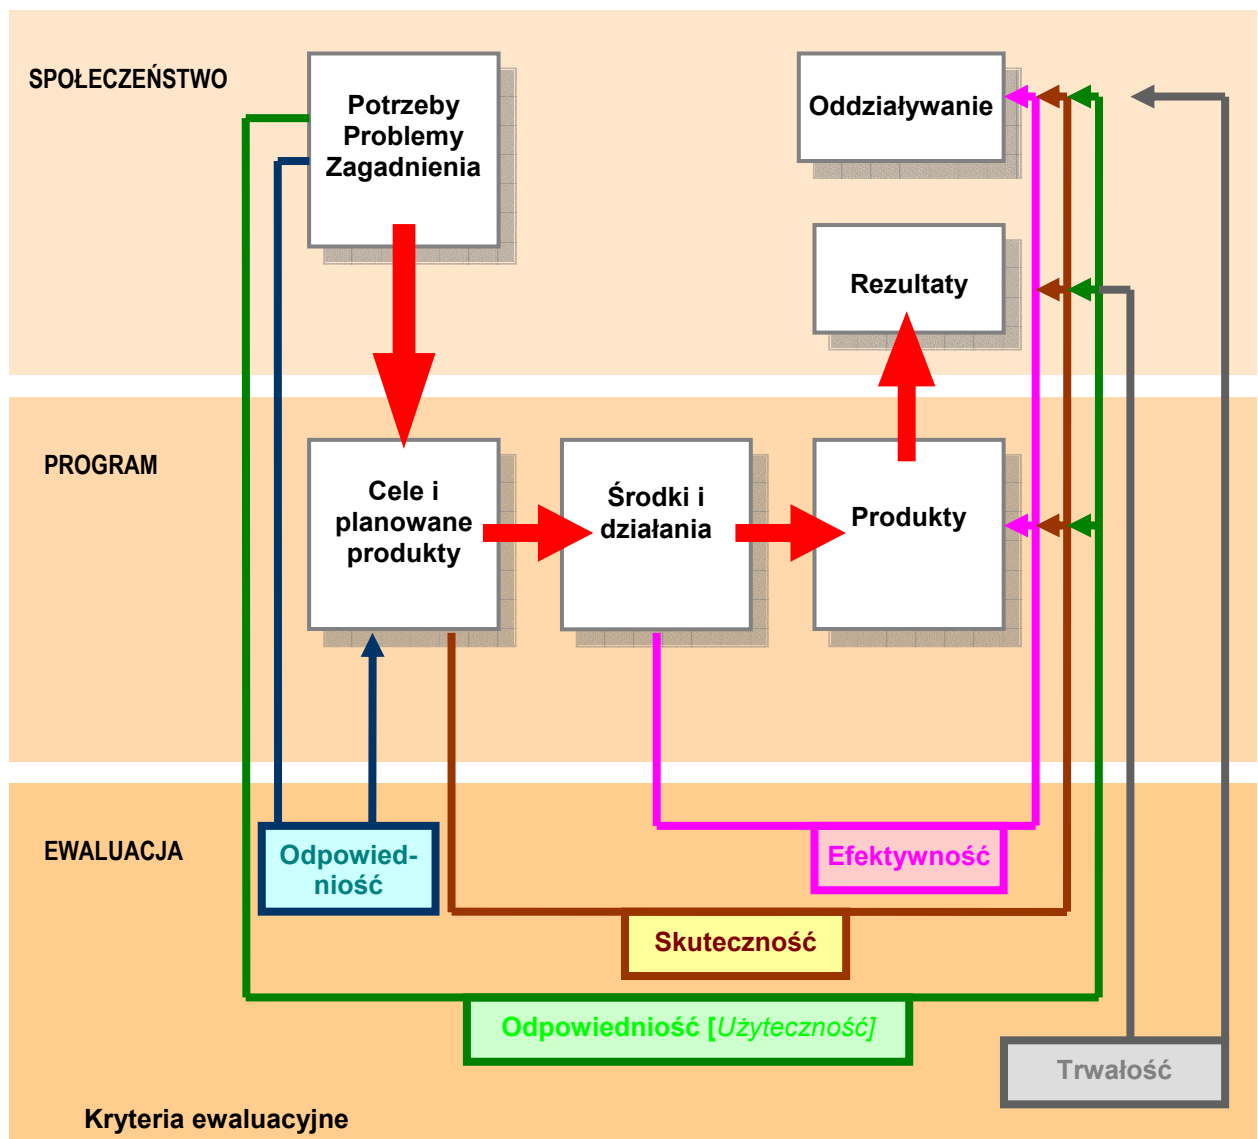 SPOŁECZEŃSTWO
Potrzeby
Problemy
Zagadnienia
Oddziaływanie
Rezultaty
PROGRAM
Cele i
planowane
produkty
Środki i
działania
Produkty
EWALUACJA
Odpowied-
niość
Efektywność
Skuteczność
Odpowiedniość [Użyteczność]
Trwałość
Kryteria ewaluacyjne